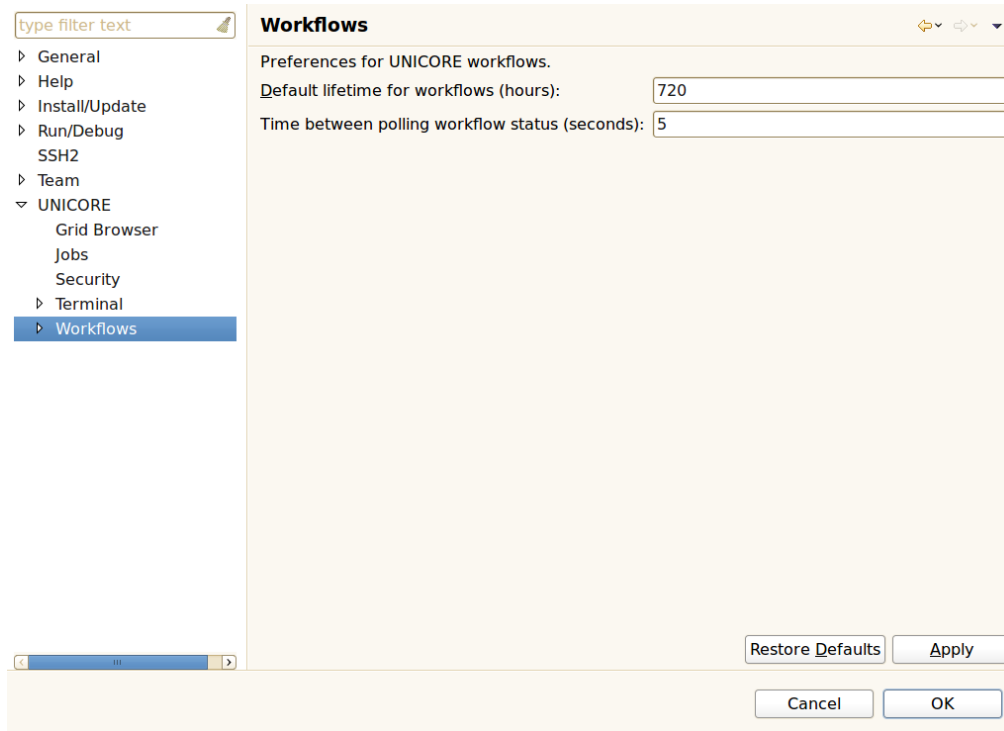 type filter text
General
Help
Install/Update
Run/Debug
SSH2
Team
UNICORE
Grid Browser
Jobs
Security
Terminal
Workflows
Workflows
Preferences for UNICORE workflows.
Default lifetime for workflows (hours): 720
Time between polling workflow status (seconds): 5
Restore Defaults Apply
Cancel OK